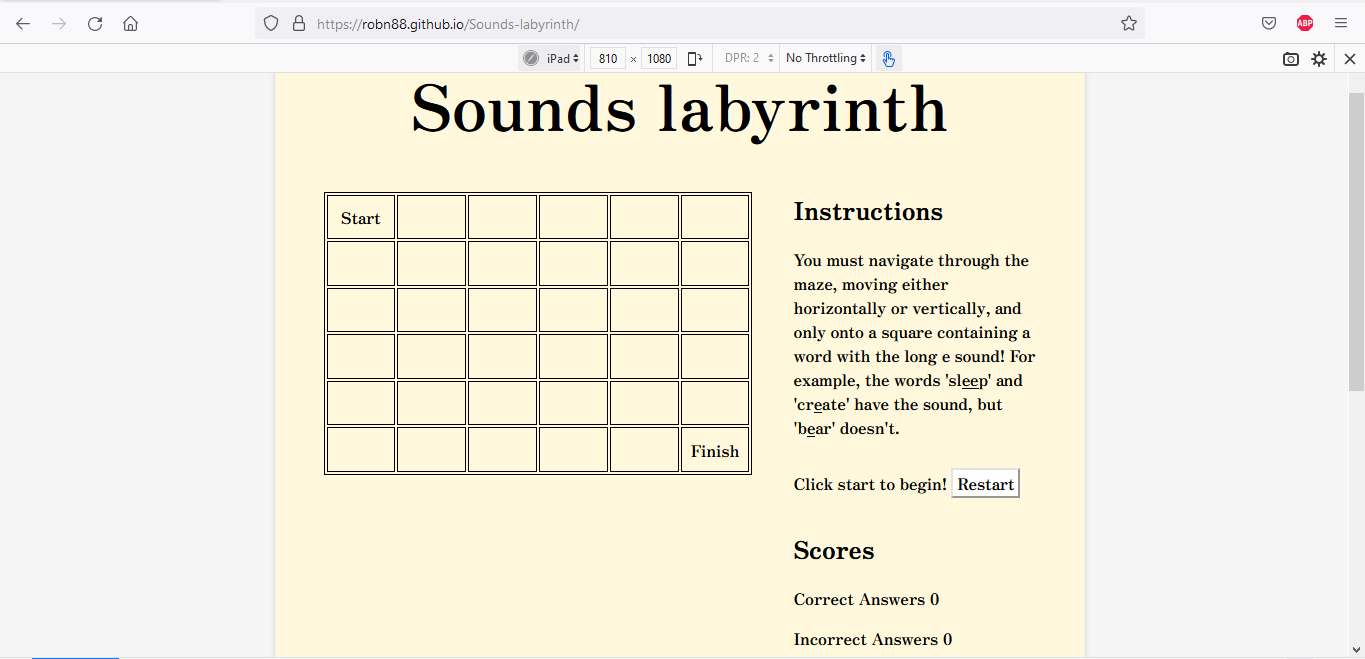 https://robn88.github.io/Sounds-labyrinth/
ABP
iPad 810 × 1080 DPR: 2 No Throttling
Sounds labyrinth
Start
Finish
Instructions
You must navigate through the
maze, moving either
horizontally or vertically, and
only onto a square containing a
word with the long e sound! For
example, the words 'sleep' and
'create' have the sound, but
'bear' doesn't.
Click start to begin! Restart
Scores
Correct Answers 0
Incorrect Answers 0